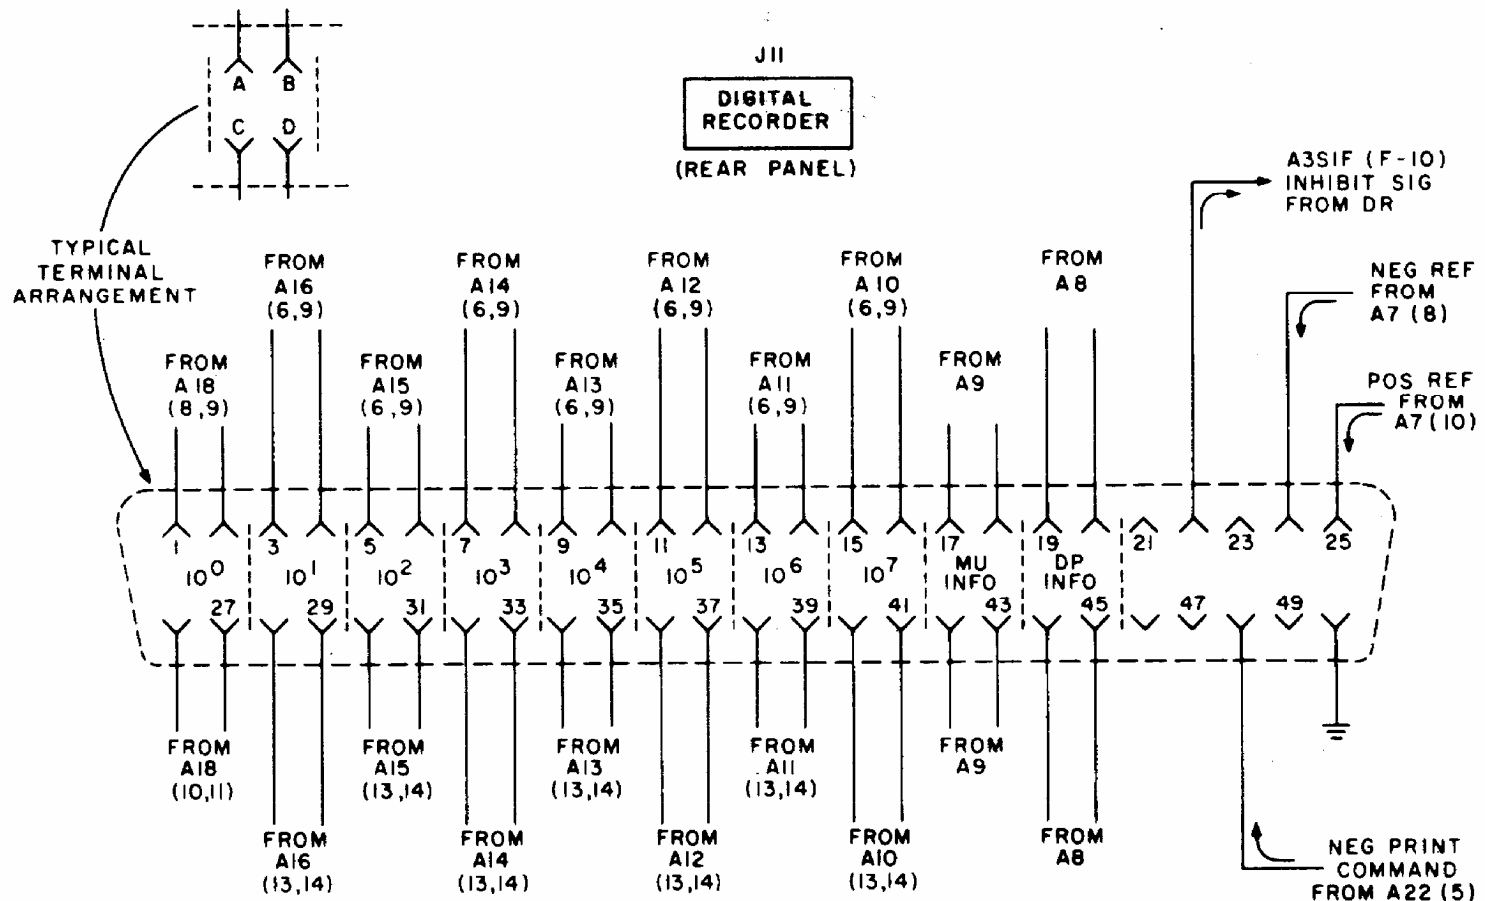 A B
C D
TYPICAL
TERMINAL
ARRANGEMENT
J11
DIGITAL
RECORDER
(REAR PANEL)
A3S1F (F-10)
INHIBIT SIG
FROM DR
NEG REF
FROM
A7 (8)
POS REF
FROM
A7 (10)
FROM
A18
(8,9)
FROM
A16
(6,9)
FROM
A15
(6,9)
FROM
A14
(6,9)
FROM
A13
(6,9)
FROM
A12
(6,9)
FROM
A11
(6,9)
FROM
A10
(6,9)
FROM
A9
FROM
A8
1 3 5 7 9 11 13 15 17 19 21 23 25
10⁰ 10¹ 10² 10³ 10⁴ 10⁵ 10⁶ 10⁷
MU
INFO
DP
INFO
27 29 31 33 35 37 39 41 43 45 47 49
FROM
A18
(10,11)
FROM
A16
(13,14)
FROM
A15
(13,14)
FROM
A14
(13,14)
FROM
A13
(13,14)
FROM
A12
(13,14)
FROM
A11
(13,14)
FROM
A10
(13,14)
FROM
A9
FROM
A8
NEG PRINT
COMMAND
FROM A22 (5)